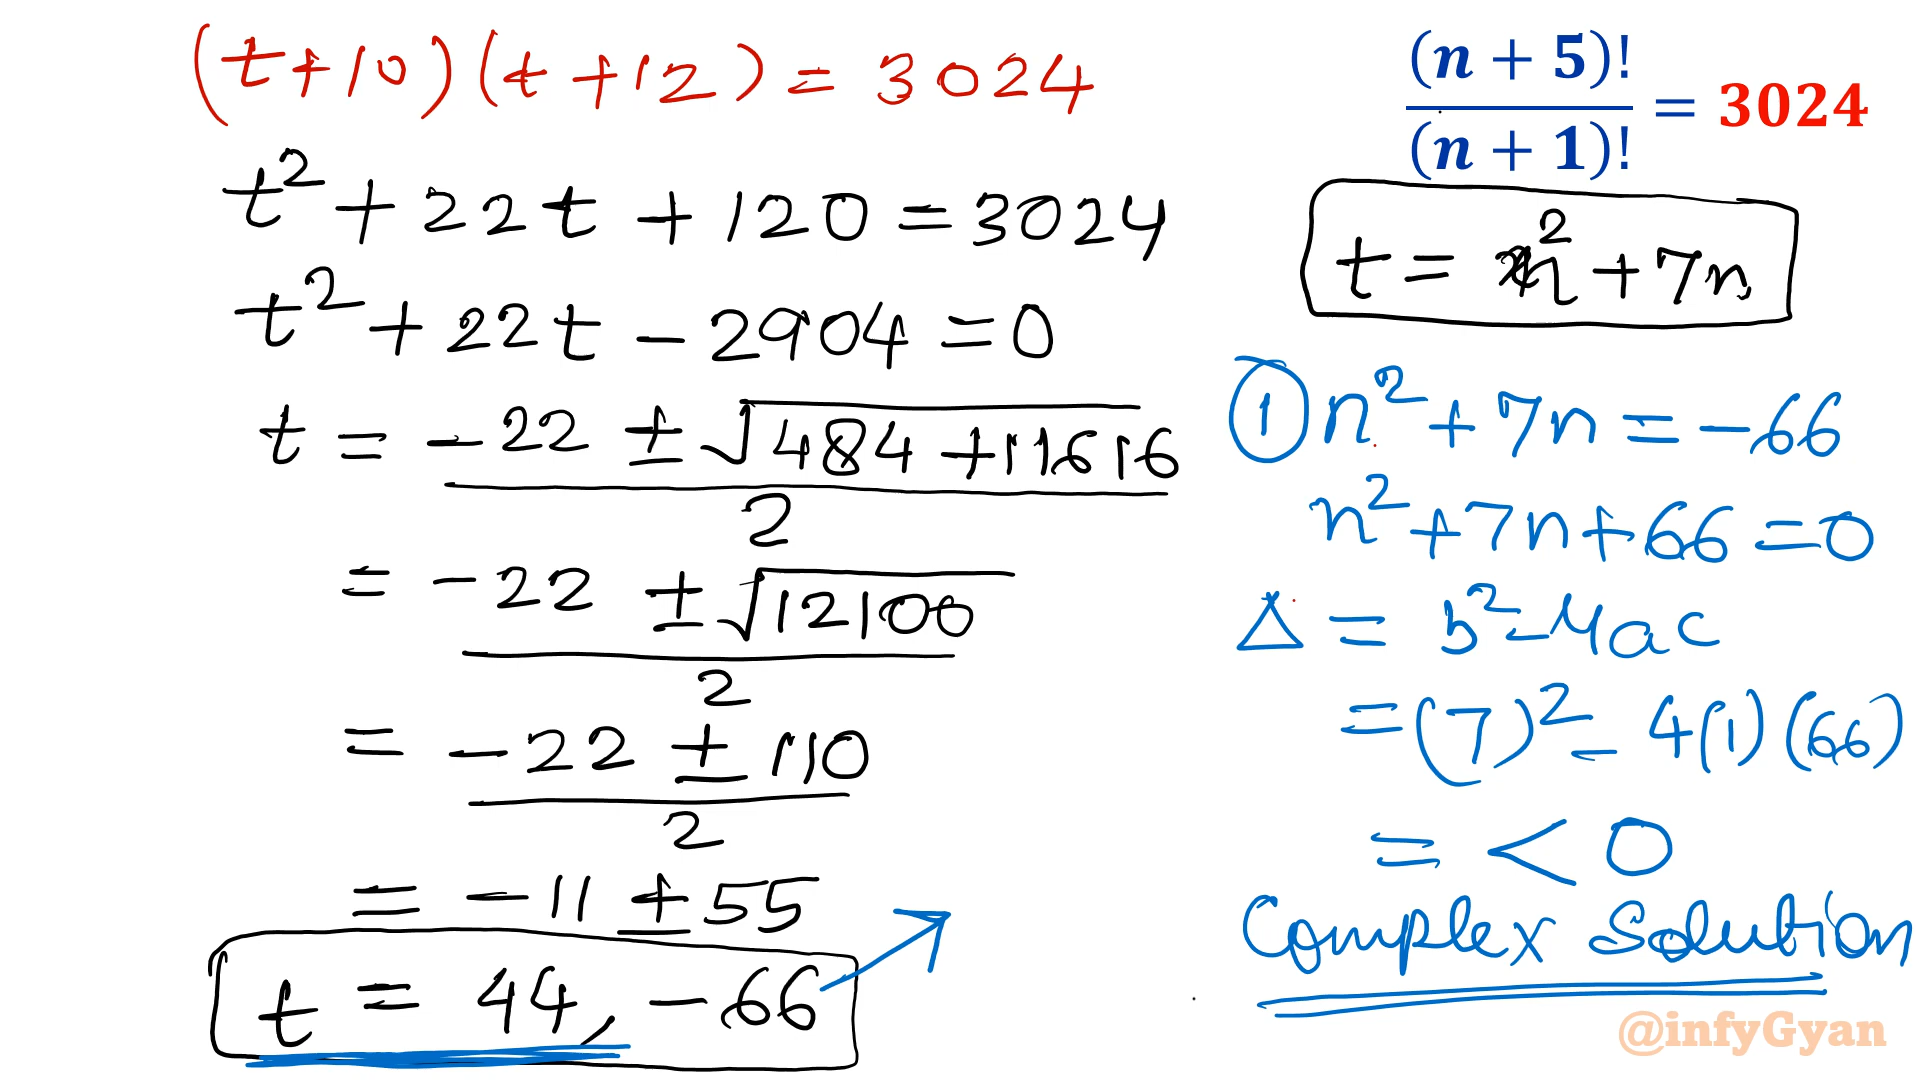 (t+10)(t+12) = 3024
t² + 22t + 120 = 3024
t² + 22t - 2904 = 0
t = -22 ± √484 + 11616
2
= -22 ± √12100
2
= -22 ± 110
2
= -11 ± 55
t = 44, -66
(n + 5)!
(n + 1)!
= 3024
t = n² + 7n
① n² + 7n = -66
n² + 7n + 66 = 0
Δ = b² - 4ac
= (7)² - 4(1)(66)
= < 0
Complex Solution
@infyGyan